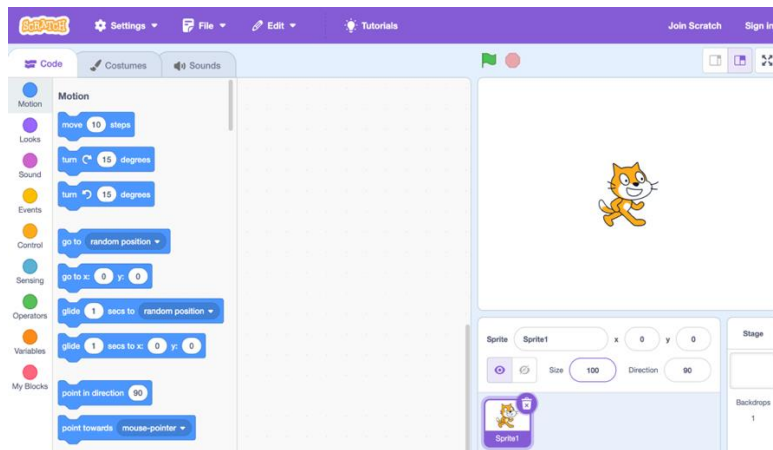 SCRATCH Settings File Edit Tutorials Join Scratch Sign in
Code Costumes Sounds
Motion
Looks
Sound
Events
Control
Sensing
Operators
Variables
My Blocks
Motion
move 10 steps
turn 15 degrees
turn 15 degrees
go to random position
go to x: 0 y: 0
glide 1 secs to random position
glide 1 secs to x: 0 y: 0
point in direction 90
point towards mouse-pointer
Sprite Sprite1 x 0 y 0
Size 100 Direction 90
Sprite1
Stage
Backdrops
1